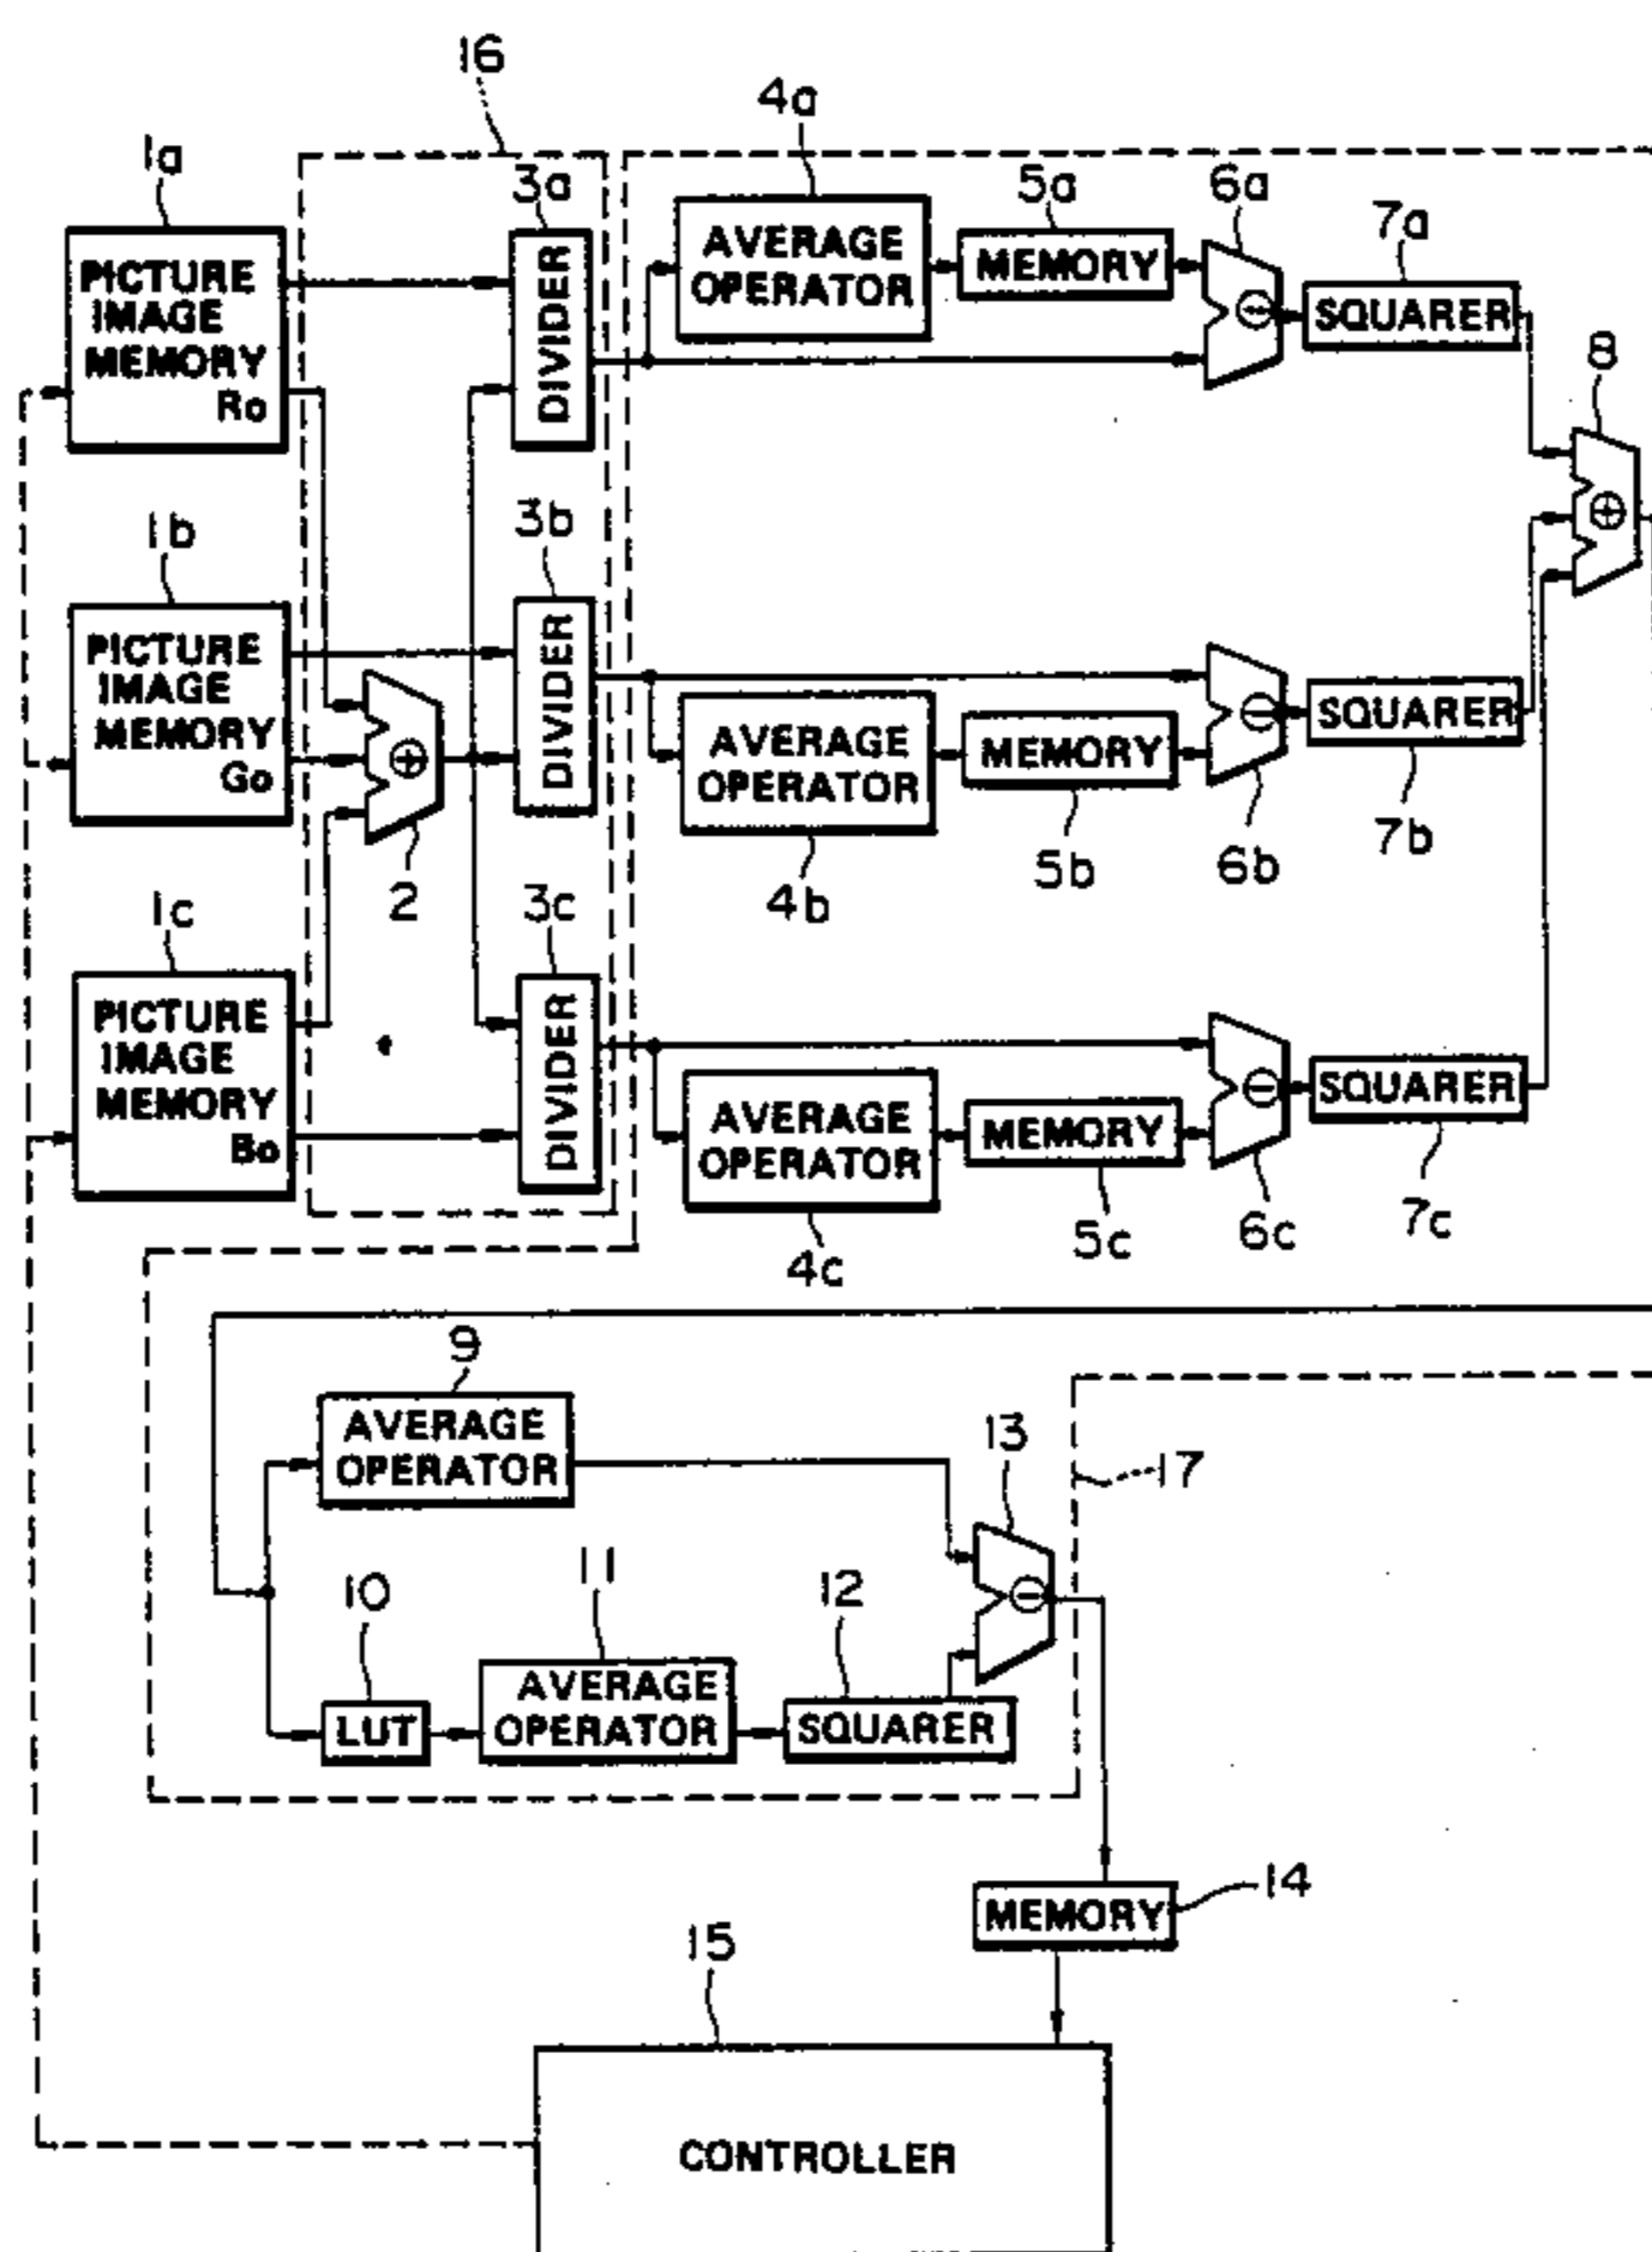 16
4a
1a
3a
5a
6a
7a
PICTURE
IMAGE
MEMORY
Ro
DIVIDER
AVERAGE
OPERATOR
MEMORY
SQUARER
8
1b
3b
PICTURE
IMAGE
MEMORY
Go
2
DIVIDER
AVERAGE
OPERATOR
MEMORY
SQUARER
4b
5b
6b
7b
1c
3c
PICTURE
IMAGE
MEMORY
Bo
DIVIDER
AVERAGE
OPERATOR
MEMORY
SQUARER
4c
5c
6c
7c
9
AVERAGE
OPERATOR
13
17
10
11
12
LUT
AVERAGE
OPERATOR
SQUARER
MEMORY
14
15
CONTROLLER